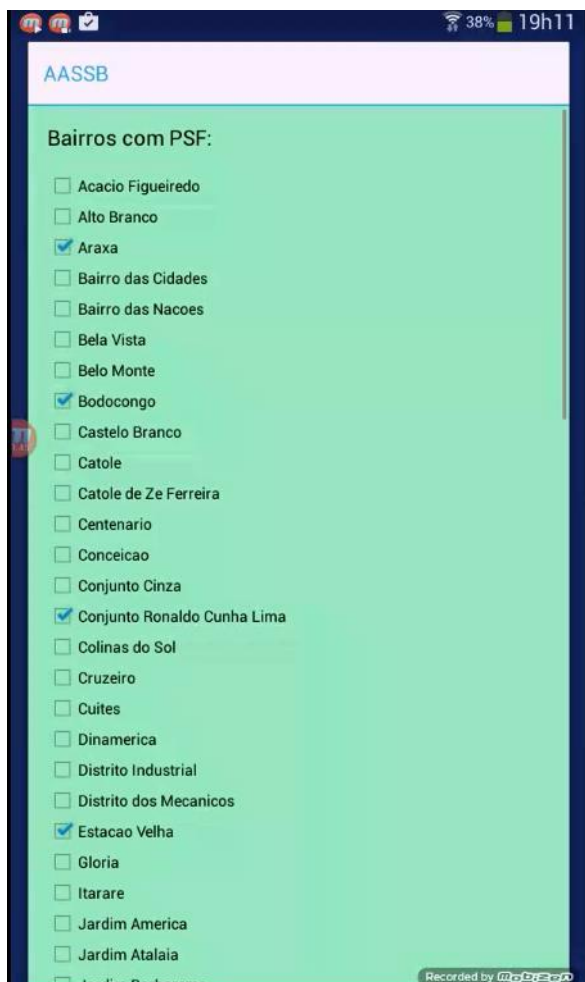 38% 19h11
AASSB
Bairros com PSF:
Acacio Figueiredo
Alto Branco
Araxa
Bairro das Cidades
Bairro das Nacoes
Bela Vista
Belo Monte
Bodocongo
Castelo Branco
Catole
Catole de Ze Ferreira
Centenario
Conceicao
Conjunto Cinza
Conjunto Ronaldo Cunha Lima
Colinas do Sol
Cruzeiro
Cuites
Dinamerica
Distrito Industrial
Distrito dos Mecanicos
Estacao Velha
Gloria
Itarare
Jardim America
Jardim Atalaia
Recorded by mobizen